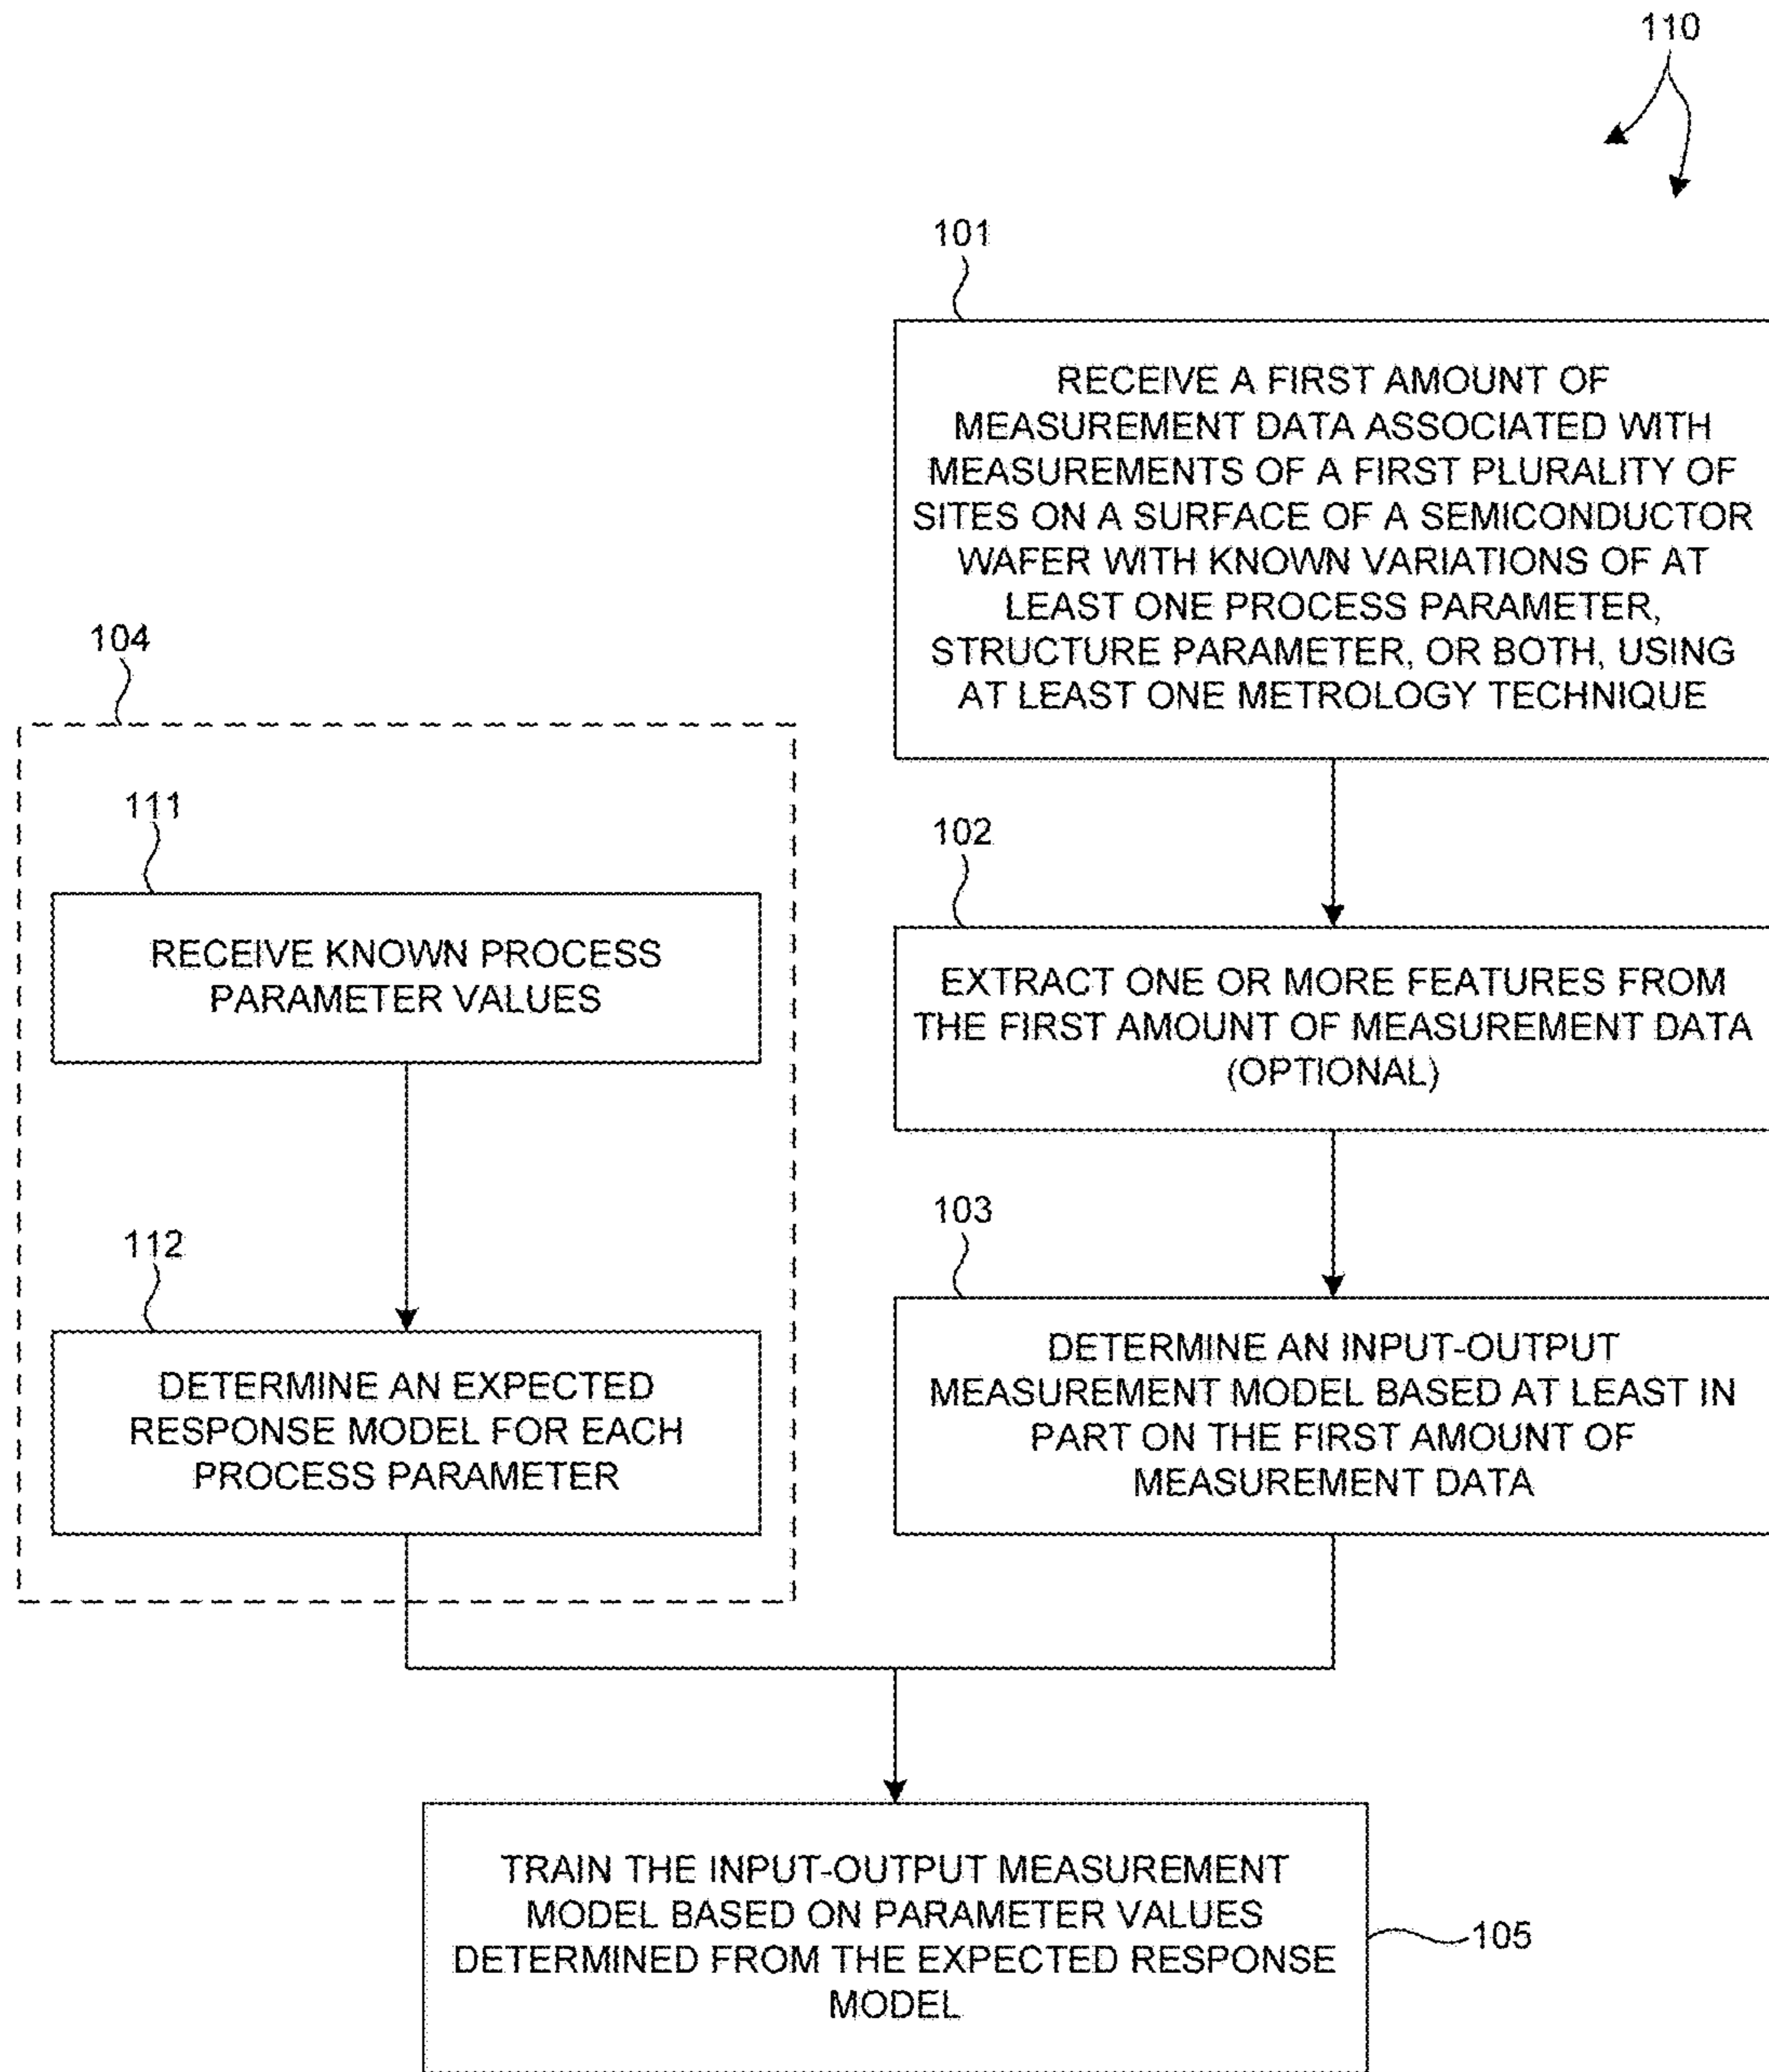 110
101
RECEIVE A FIRST AMOUNT OF
MEASUREMENT DATA ASSOCIATED WITH
MEASUREMENTS OF A FIRST PLURALITY OF
SITES ON A SURFACE OF A SEMICONDUCTOR
WAFER WITH KNOWN VARIATIONS OF AT
LEAST ONE PROCESS PARAMETER,
STRUCTURE PARAMETER, OR BOTH, USING
AT LEAST ONE METROLOGY TECHNIQUE
104
111
RECEIVE KNOWN PROCESS
PARAMETER VALUES
102
EXTRACT ONE OR MORE FEATURES FROM
THE FIRST AMOUNT OF MEASUREMENT DATA
(OPTIONAL)
112
DETERMINE AN EXPECTED
RESPONSE MODEL FOR EACH
PROCESS PARAMETER
103
DETERMINE AN INPUT-OUTPUT
MEASUREMENT MODEL BASED AT LEAST IN
PART ON THE FIRST AMOUNT OF
MEASUREMENT DATA
TRAIN THE INPUT-OUTPUT MEASUREMENT
MODEL BASED ON PARAMETER VALUES
DETERMINED FROM THE EXPECTED RESPONSE
MODEL
105